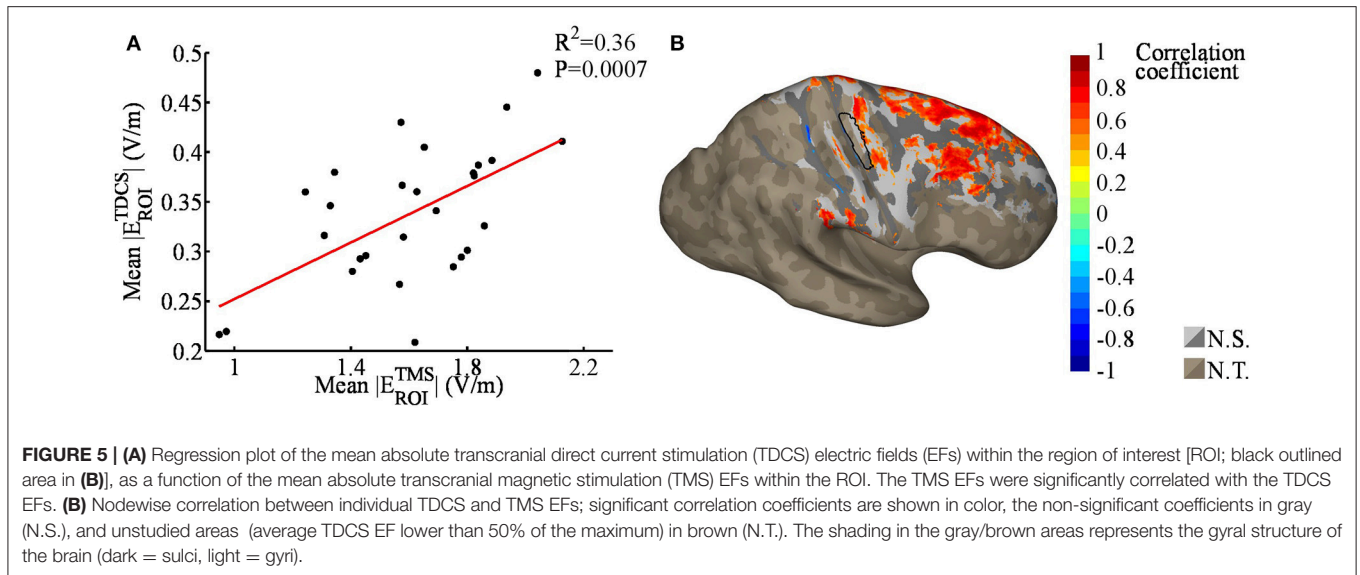 A
R²=0.36
P=0.0007
0.5
0.45
0.4
0.35
0.3
0.25
0.2
Mean |E_ROI^TDCS| (V/m)
1
1.4
1.8
2.2
Mean |E_ROI^TMS| (V/m)
B
1
0.8
0.6
0.4
0.2
0
-0.2
-0.4
-0.6
-0.8
-1
Correlation
coefficient
N.S.
N.T.
FIGURE 5 | (A) Regression plot of the mean absolute transcranial direct current stimulation (TDCS) electric fields (EFs) within the region of interest [ROI; black outlined
area in (B)], as a function of the mean absolute transcranial magnetic stimulation (TMS) EFs within the ROI. The TMS EFs were significantly correlated with the TDCS
EFs. (B) Nodewise correlation between individual TDCS and TMS EFs; significant correlation coefficients are shown in color, the non-significant coefficients in gray
(N.S.), and unstudied areas (average TDCS EF lower than 50% of the maximum) in brown (N.T.). The shading in the gray/brown areas represents the gyral structure of
the brain (dark = sulci, light = gyri).